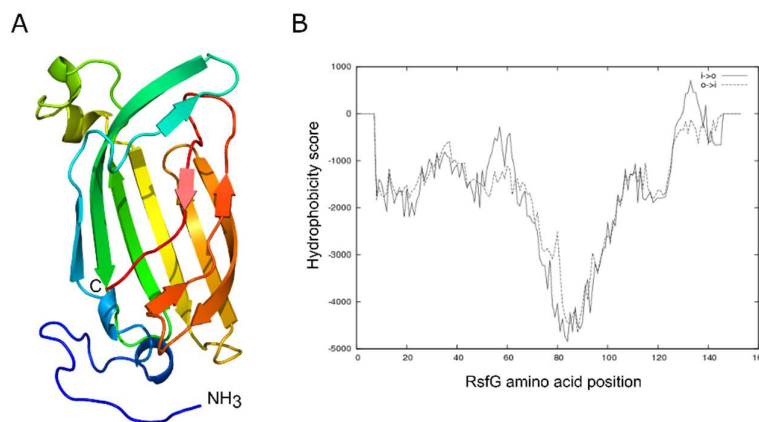 A
B
C
NH3
Hydrophobicity score
1000
0
-1000
-2000
-3000
-4000
-5000
i->o
o->i
0 20 40 60 80 100 120 140 16
RsfG amino acid position